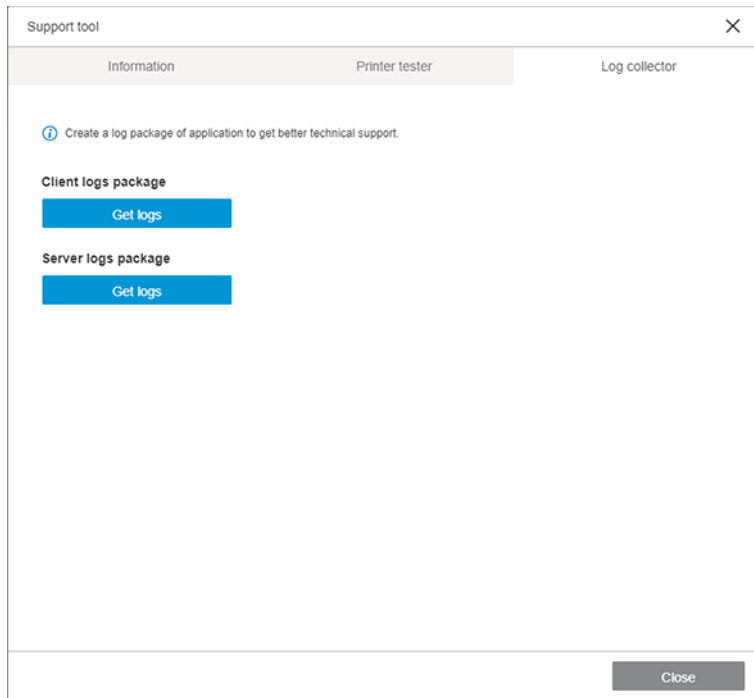 Support tool
Information Printer tester Log collector
Create a log package of application to get better technical support.
Client logs package
Get logs
Server logs package
Get logs
Close